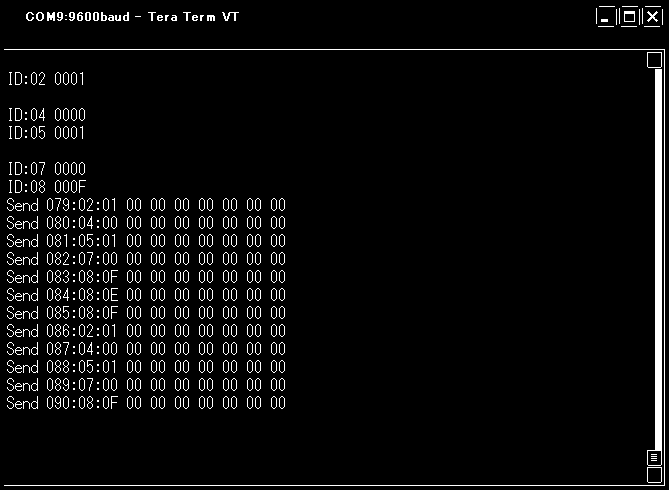 COM9:9600baud - Tera Term VT
ID:02 0001
ID:04 0000
ID:05 0001
ID:07 0000
ID:08 000F
Send 079:02:01 00 00 00 00 00 00 00
Send 080:04:00 00 00 00 00 00 00 00
Send 081:05:01 00 00 00 00 00 00 00
Send 082:07:00 00 00 00 00 00 00 00
Send 083:08:0F 00 00 00 00 00 00 00
Send 084:08:0E 00 00 00 00 00 00 00
Send 085:08:0F 00 00 00 00 00 00 00
Send 086:02:01 00 00 00 00 00 00 00
Send 087:04:00 00 00 00 00 00 00 00
Send 088:05:01 00 00 00 00 00 00 00
Send 089:07:00 00 00 00 00 00 00 00
Send 090:08:0F 00 00 00 00 00 00 00